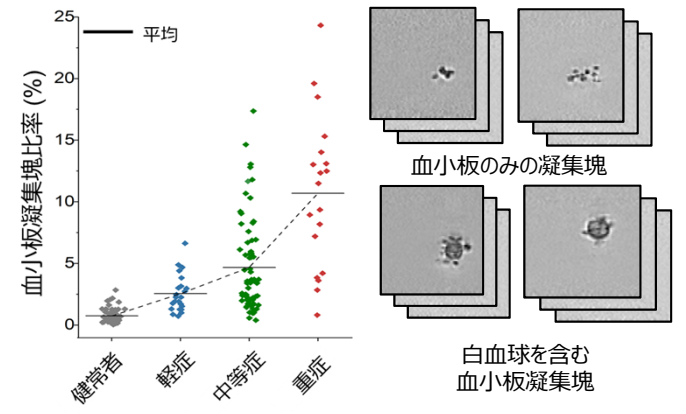 25
20
15
10
5
0
血小板凝集塊比率 (%)
平均
健常者
軽症
中等症
重症
血小板のみの凝集塊
白血球を含む
血小板凝集塊